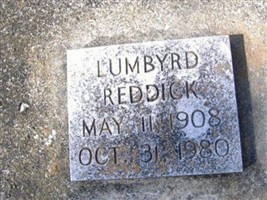 LUMBYRD
REDDICK
MAY 11, 1908
OCT. 31, 1980